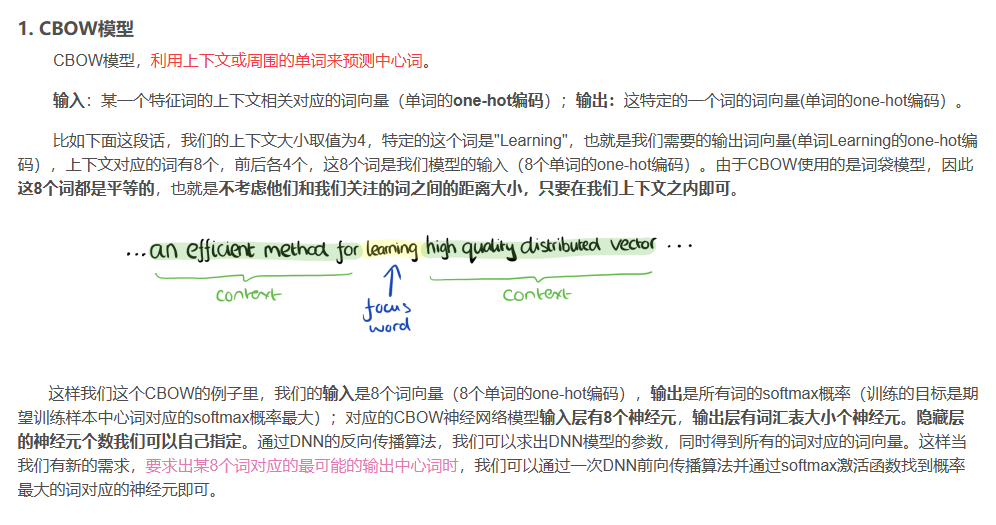 1. CBOW模型
CBOW模型，利用上下文或周围的单词来预测中心词。
输入：某一个特征词的上下文相关对应的词向量（单词的one-hot编码）；输出：这特定的一个词的词向量(单词的one-hot编码）。
比如下面这段话，我们的上下文大小取值为4，特定的这个词是"Learning"，也就是我们需要的输出词向量(单词Learning的one-hot编
码），上下文对应的词有8个，前后各4个，这8个词是我们模型的输入（8个单词的one-hot编码）。由于CBOW使用的是词袋模型，因此
这8个词都是平等的，也就是不考虑他们和我们关注的词之间的距离大小，只要在我们上下文之内即可。
...an efficient method for learning high quality distributed vector ...
context
context
focus
word
这样我们这个CBOW的例子里，我们的输入是8个词向量（8个单词的one-hot编码），输出是所有词的softmax概率（训练的目标是期
望训练样本中心词对应的softmax概率最大）；对应的CBOW神经网络模型输入层有8个神经元，输出层有词汇表大小个神经元。隐藏层
的神经元个数我们可以自己指定。通过DNN的反向传播算法，我们可以求出DNN模型的参数，同时得到所有的词对应的词向量。这样当
我们有新的需求，要求出某8个词对应的最可能的输出中心词时，我们可以通过一次DNN前向传播算法并通过softmax激活函数找到概率
最大的词对应的神经元即可。